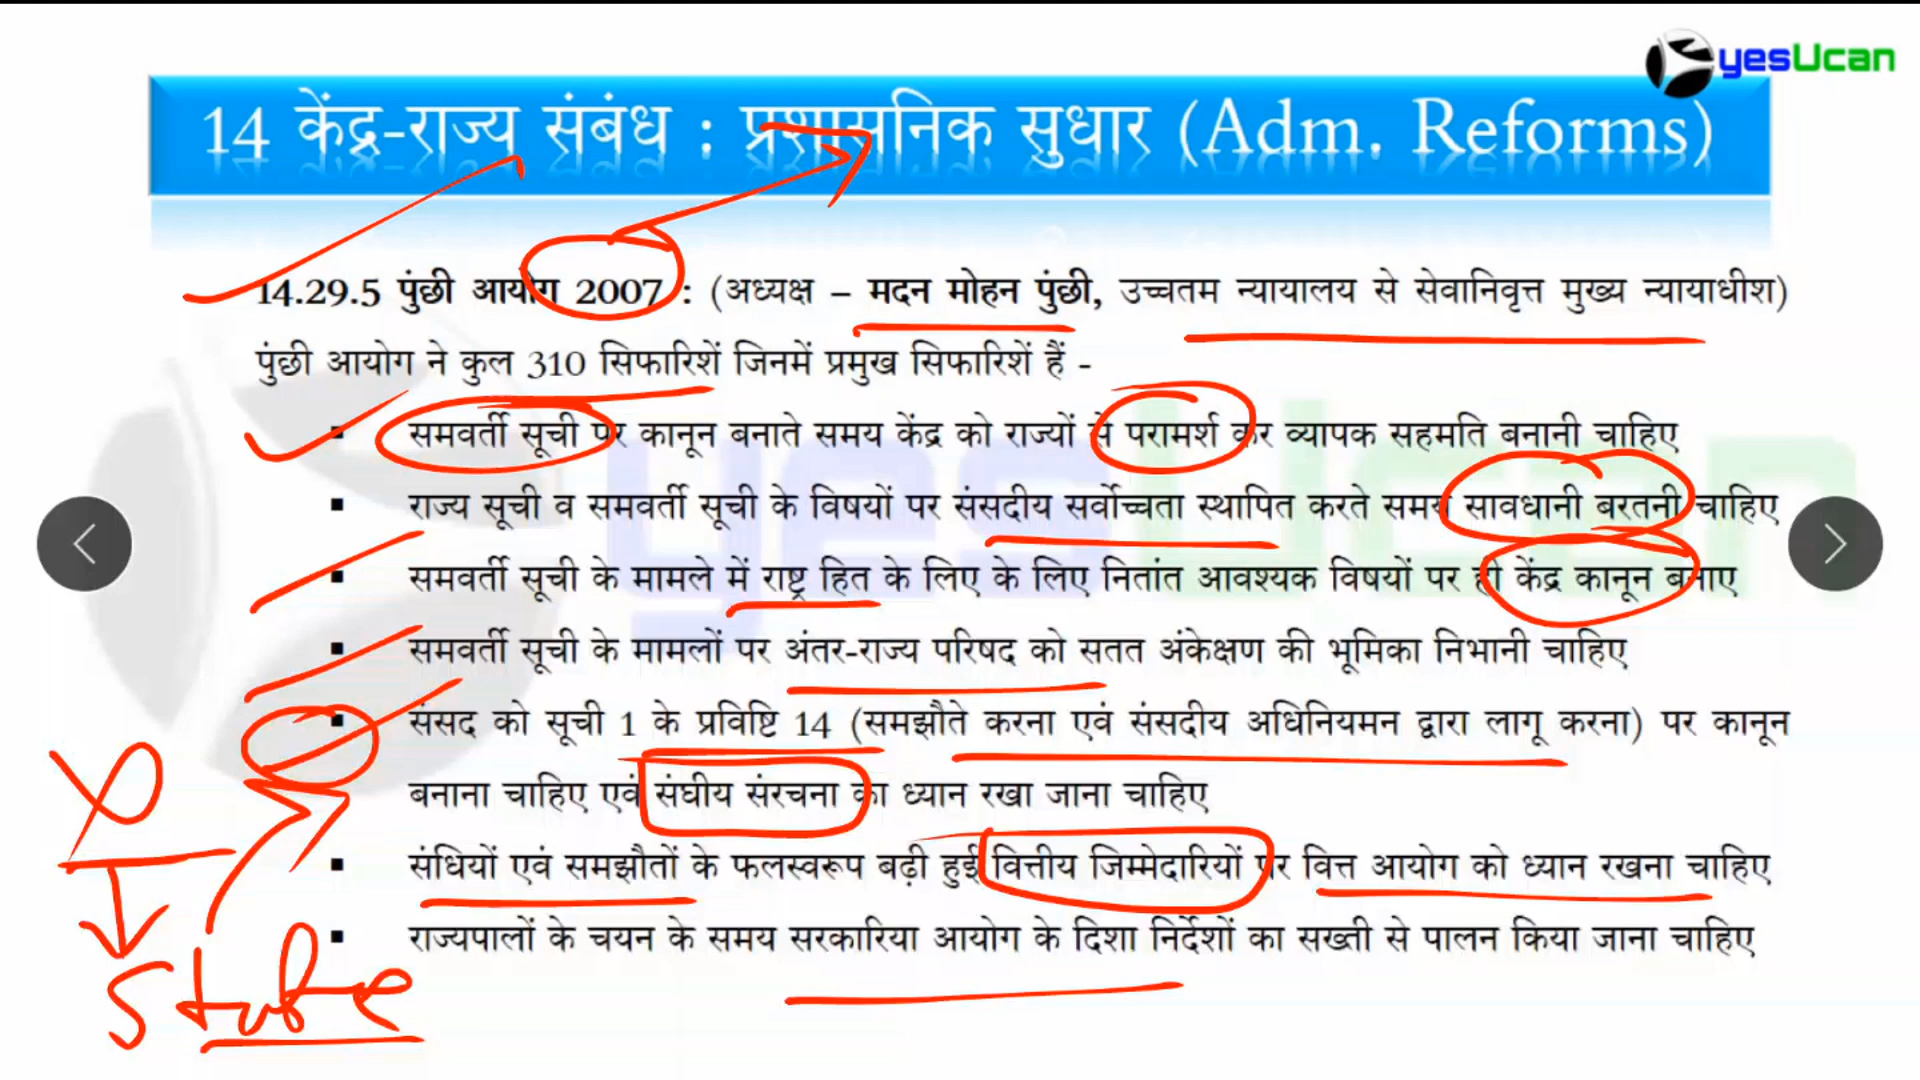 yesUcan
14 केंद्र-राज्य संबंध : प्रशासनिक सुधार (Adm. Reforms)
14.29.5 पुंछी आयोग 2007 : (अध्यक्ष – मदन मोहन पुंछी, उच्चतम न्यायालय से सेवानिवृत्त मुख्य न्यायाधीश)
पुंछी आयोग ने कुल 310 सिफारिशें जिनमें प्रमुख सिफारिशें हैं -
▪ समवर्ती सूची पर कानून बनाते समय केंद्र को राज्यों से परामर्श कर व्यापक सहमति बनानी चाहिए
▪ राज्य सूची व समवर्ती सूची के विषयों पर संसदीय सर्वोच्चता स्थापित करते समय सावधानी बरतनी चाहिए
▪ समवर्ती सूची के मामले में राष्ट्र हित के लिए के लिए नितांत आवश्यक विषयों पर ही केंद्र कानून बनाए
▪ समवर्ती सूची के मामलों पर अंतर-राज्य परिषद को सतत अंकेक्षण की भूमिका निभानी चाहिए
▪ संसद को सूची 1 के प्रविष्टि 14 (समझौते करना एवं संसदीय अधिनियमन द्वारा लागू करना) पर कानून
बनाना चाहिए एवं संघीय संरचना का ध्यान रखा जाना चाहिए
▪ संधियों एवं समझौतों के फलस्वरूप बढ़ी हुई वित्तीय जिम्मेदारियों पर वित्त आयोग को ध्यान रखना चाहिए
▪ राज्यपालों के चयन के समय सरकारिया आयोग के दिशा निर्देशों का सख्ती से पालन किया जाना चाहिए
State